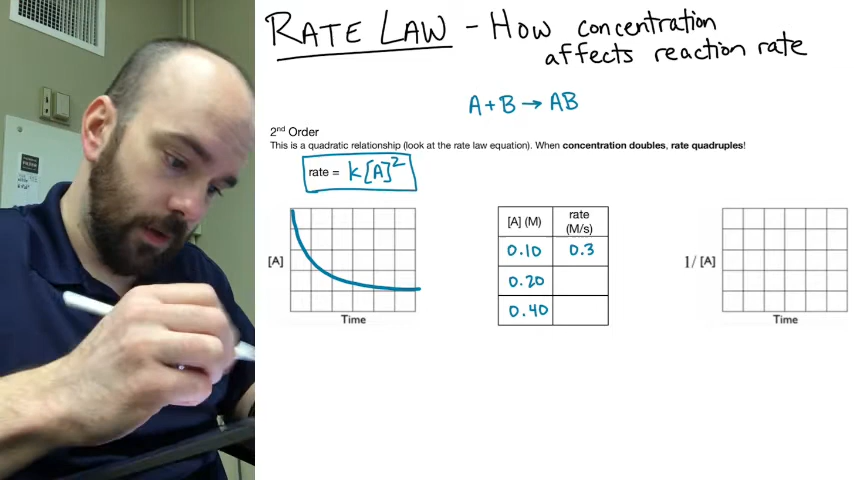 RATE LAW - HOW concentration
affects reaction rate
A + B → AB
2nd Order
This is a quadratic relationship (look at the rate law equation). When concentration doubles, rate quadruples!
rate = k[A]²
[A]
Time
[A] (M) rate (M/s)
0.10 0.3
0.20
0.40
1/ [A]
Time